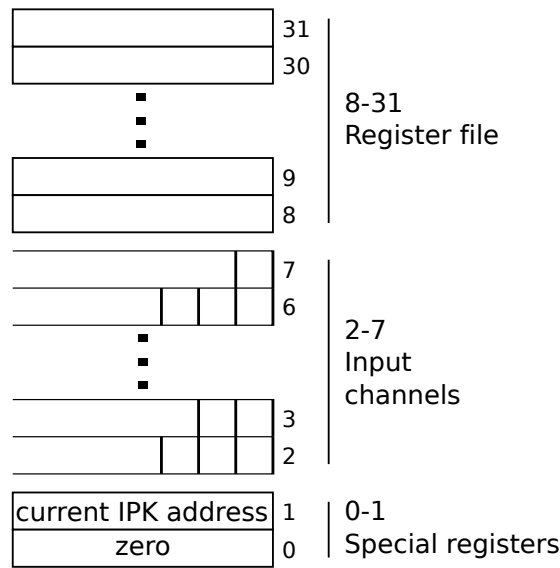 31
30
8-31
Register file
9
8
7
6
2-7
Input
channels
3
2
current IPK address 1
0-1
zero 0
Special registers